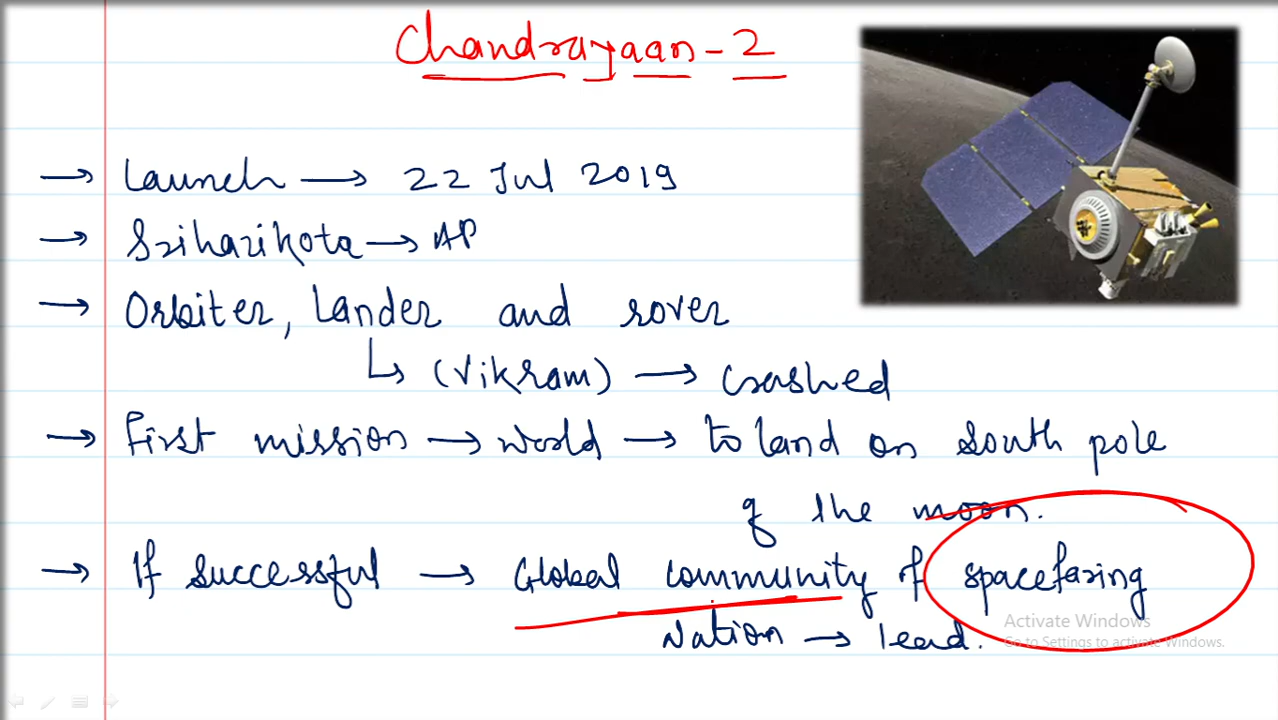 Chandrayaan-2
→ Launch → 22 Jul 2019
→ Sriharikota → AP
→ Orbiter, Lander and rover
↳ (Vikram) → crashed
→ First mission → world → to land on south pole
of the moon.
→ If successful → Global community of spacefaring
Nation → lead.
Activate Windows
Go to Settings to activate Windows.